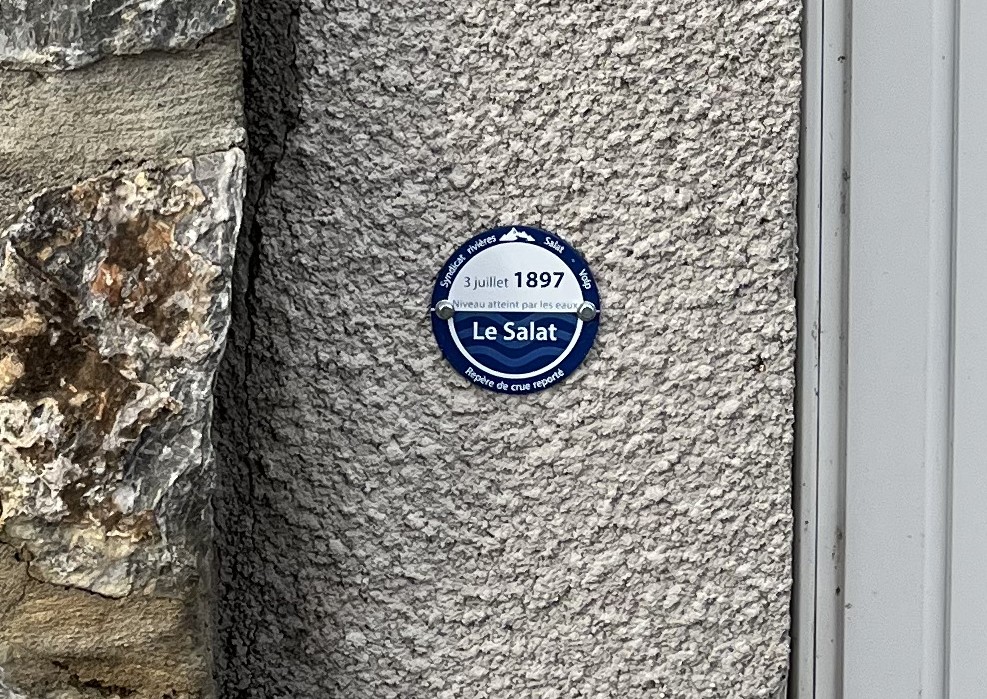 Syndicat rivières Salat Volp
3 juillet 1897
Niveau atteint par les eaux
Le Salat
Repère de crue reporté